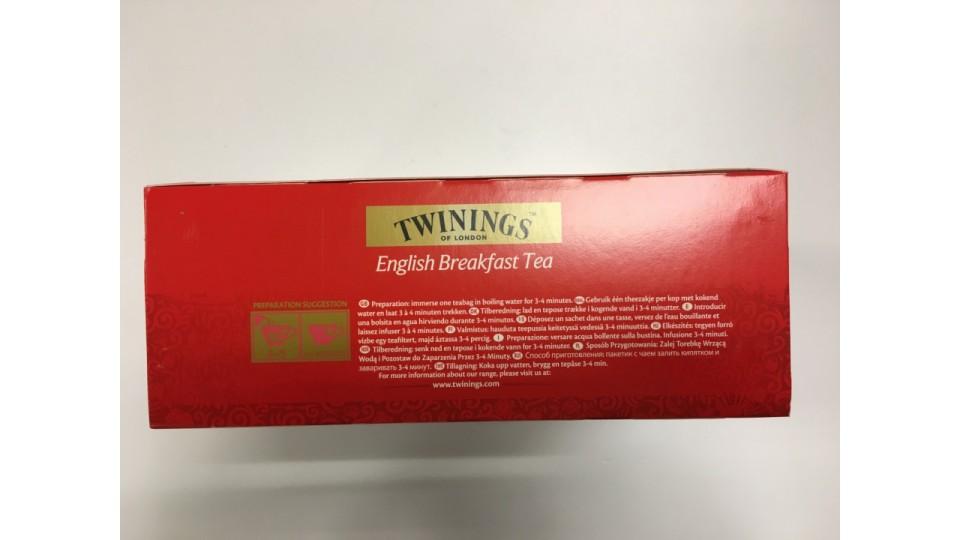 TWININGS™
OF LONDON
English Breakfast Tea
PREPARATION SUGGESTION
GB Preparation: immerse one teabag in boiling water for 3-4 minutes. NL Gebruik één theezakje per kop met kokend
water en laat 3 à 4 minuten trekken. DK Tilberedning: lad en tepose trække i kogende vand i 3-4 minutter. E Introducir
una bolsita en agua hirviendo durante 3-4 minutos. Déposez un sachet dans une tasse, versez de l'eau bouillante et
laissez infuser 3 à 4 minutes. Valmistus: hauduta teepussia keitetyssä vedessä 3-4 minuuttia. Elkészítés: tegyen forró
vízbe egy teafiltert, majd áztassa 3-4 percig. I Preparazione: versare acqua bollente sulla bustina. Infusione 3-4 minuti.
Tilberedning: senk ned en tepose i kokende vann for 3-4 minutter. Sposób Przygotowania: Zalej Torebkę Wrzącą
Wodą i Pozostaw do Zaparzenia Przez 3-4 Minuty. Способ приготовления: пакетик с чаем залить кипятком и
заваривать 3-4 минут. Tillagning: Koka upp vatten, brygg en tepåse 3-4 min.
For more information about our range, please visit us at:
www.twinings.com